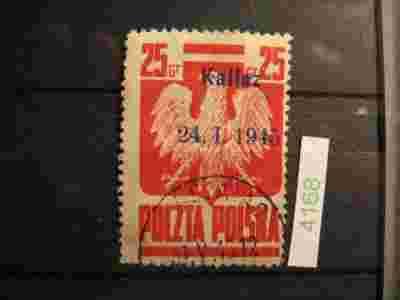 25 GR 25
Kalisz
24. I. 1945
POCZTA POLSKA
4168